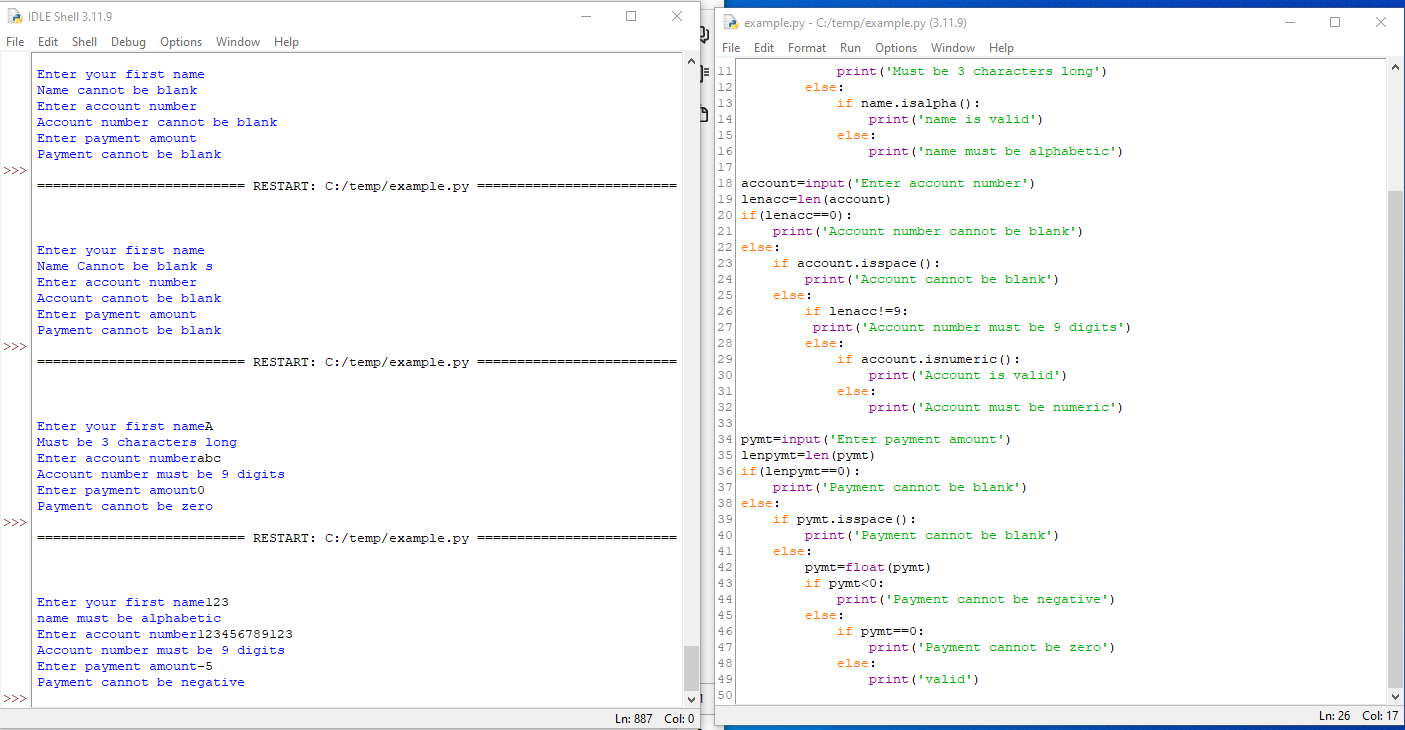 IDLE Shell 3.11.9
File Edit Shell Debug Options Window Help
Enter your first name
Name cannot be blank
Enter account number
Account number cannot be blank
Enter payment amount
Payment cannot be blank
>>>
========================== RESTART: C:/temp/example.py =========================
Enter your first name
Name Cannot be blank s
Enter account number
Account cannot be blank
Enter payment amount
Payment cannot be blank
>>>
========================== RESTART: C:/temp/example.py =========================
Enter your first nameA
Must be 3 characters long
Enter account numberabc
Account number must be 9 digits
Enter payment amount0
Payment cannot be zero
>>>
========================== RESTART: C:/temp/example.py =========================
Enter your first name123
name must be alphabetic
Enter account number123456789123
Account number must be 9 digits
Enter payment amount-5
Payment cannot be negative
>>>
Ln: 887 Col: 0
example.py - C:/temp/example.py (3.11.9)
File Edit Format Run Options Window Help
11             print('Must be 3 characters long')
12         else:
13             if name.isalpha():
14                 print('name is valid')
15             else:
16                 print('name must be alphabetic')
17
18 account=input('Enter account number')
19 lenacc=len(account)
20 if(lenacc==0):
21     print('Account number cannot be blank')
22 else:
23     if account.isspace():
24         print('Account cannot be blank')
25     else:
26         if lenacc!=9:
27          print('Account number must be 9 digits')
28         else:
29             if account.isnumeric():
30                 print('Account is valid')
31             else:
32                 print('Account must be numeric')
33
34 pymt=input('Enter payment amount')
35 lenpymt=len(pymt)
36 if(lenpymt==0):
37     print('Payment cannot be blank')
38 else:
39     if pymt.isspace():
40         print('Payment cannot be blank')
41     else:
42         pymt=float(pymt)
43         if pymt<0:
44             print('Payment cannot be negative')
45         else:
46             if pymt==0:
47                 print('Payment cannot be zero')
48             else:
49                 print('valid')
50
Ln: 26 Col: 17